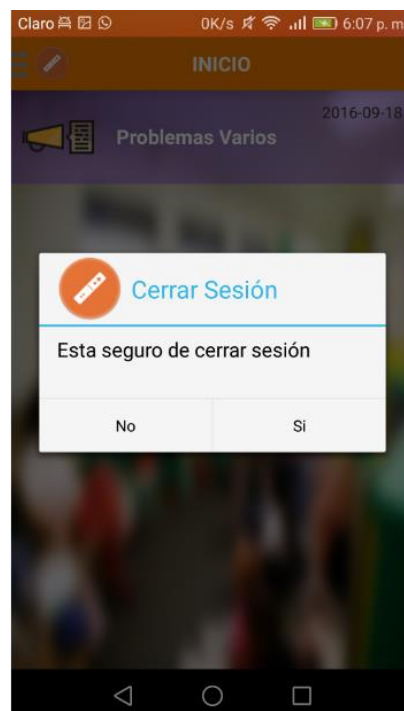 Claro 0K/s 6:07 p. m
INICIO
2016-09-18
Problemas Varios
Cerrar Sesión
Esta seguro de cerrar sesión
No Si